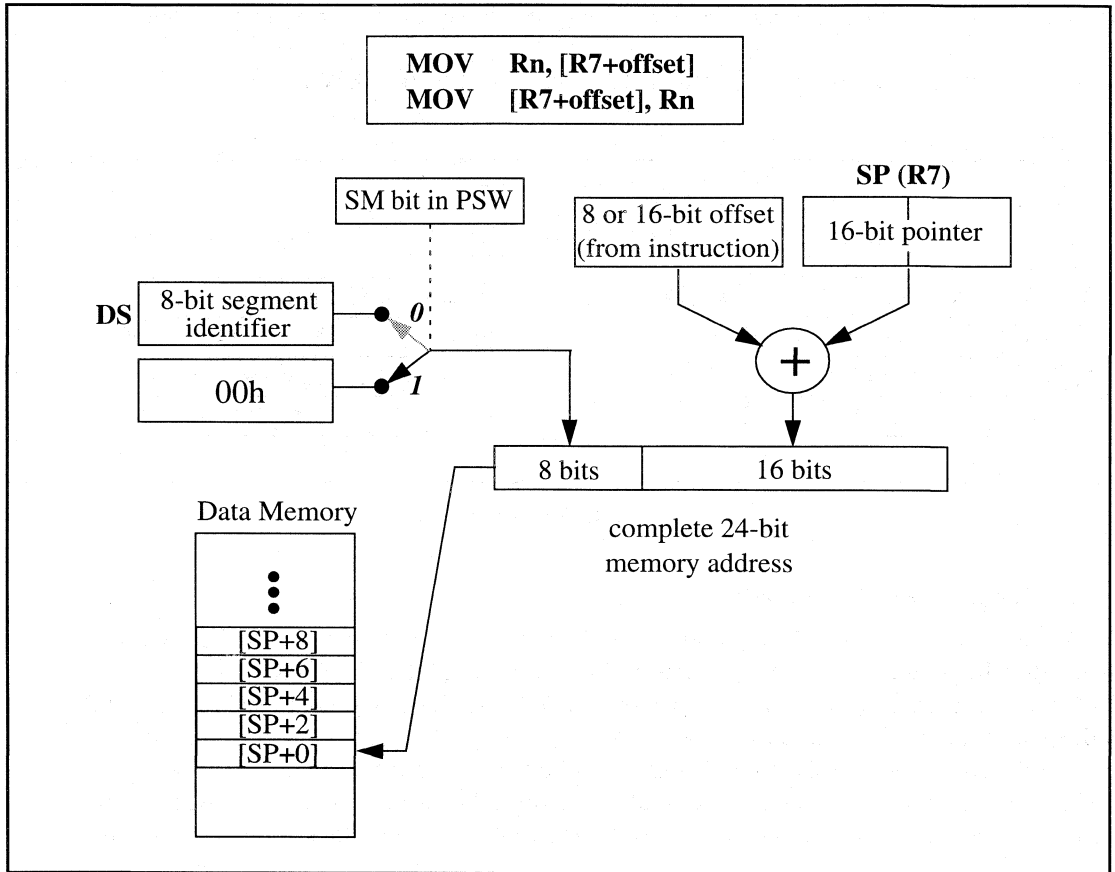 MOV Rn, [R7+offset]
MOV [R7+offset], Rn
SM bit in PSW
SP (R7)
8 or 16-bit offset
(from instruction)
16-bit pointer
DS
8-bit segment
identifier
0
00h
1
+
8 bits
16 bits
complete 24-bit
memory address
Data Memory
[SP+8]
[SP+6]
[SP+4]
[SP+2]
[SP+0]